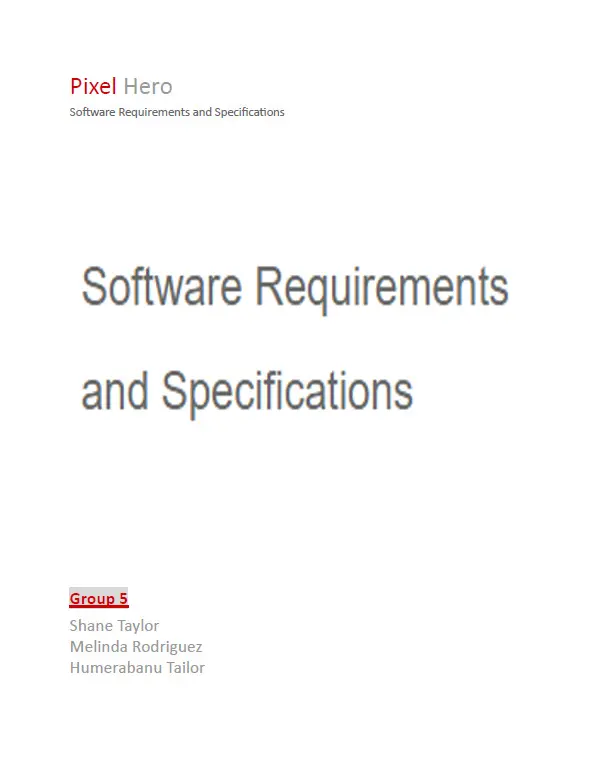 Pixel Hero
Software Requirements and Specifications
Software Requirements
and Specifications
Group 5
Shane Taylor
Melinda Rodriguez
Humerabanu Tailor